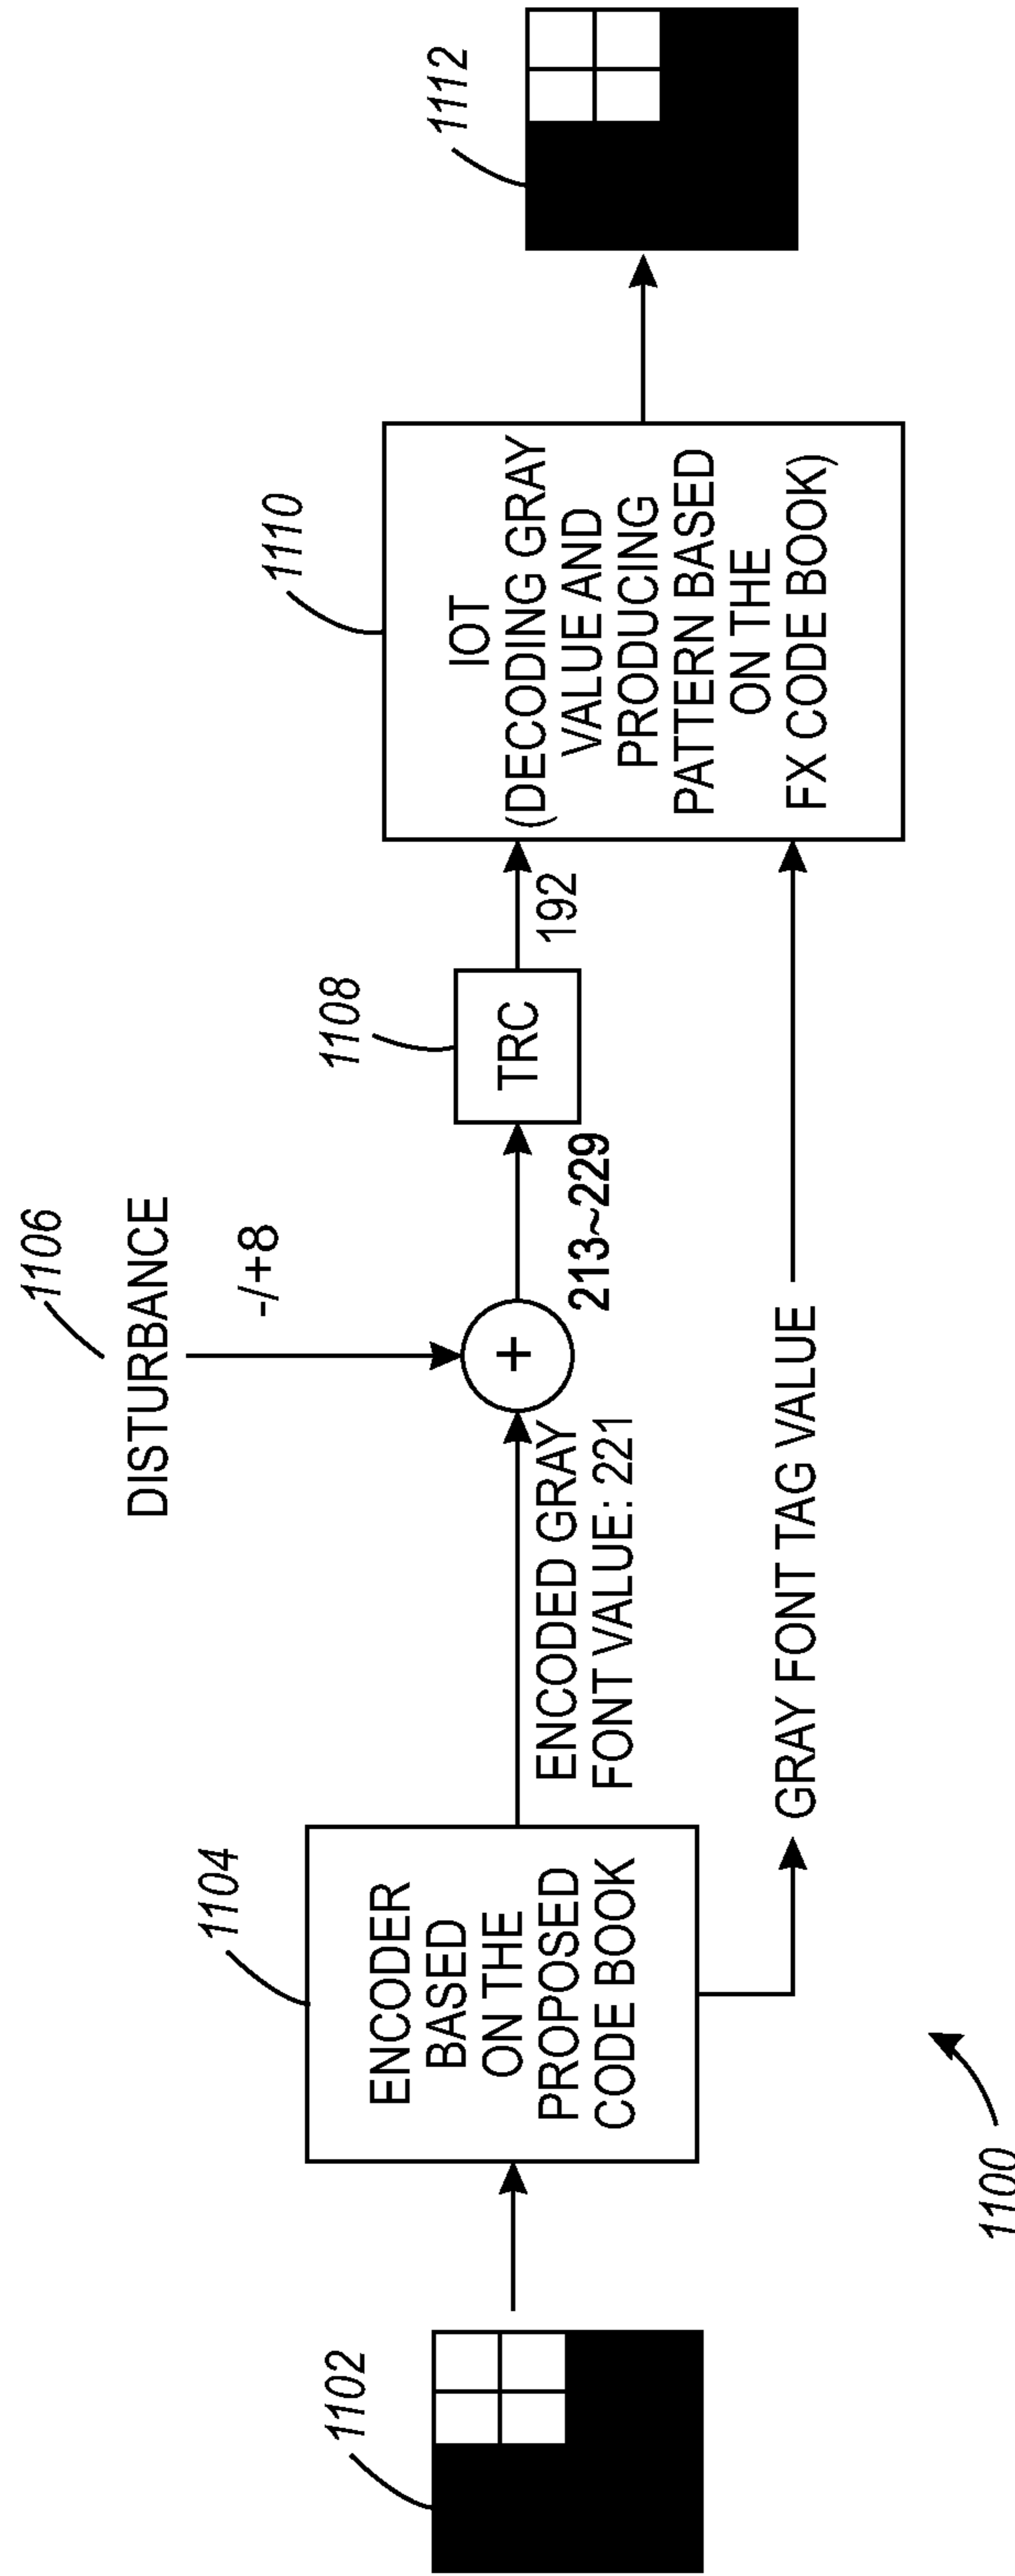 1102
1104
ENCODER
BASED
ON THE
PROPOSED
CODE BOOK
ENCODED GRAY
FONT VALUE: 221
GRAY FONT TAG VALUE
1106
DISTURBANCE
-/+8
+
213~229
1108
TRC
192
1110
IOT
(DECODING GRAY
VALUE AND
PRODUCING
PATTERN BASED
ON THE
FX CODE BOOK)
1112
1100